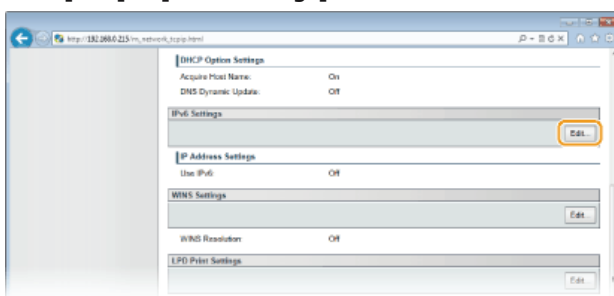 http://192.168.0.215/m_network_tcpip.html
DHCP Option Settings
Acquire Host Name: On
DNS Dynamic Update: Off
IPv6 Settings
Edit...
IP Address Settings
Use IPv6: Off
WINS Settings
Edit...
WINS Resolution: Off
LPD Print Settings
Edit...